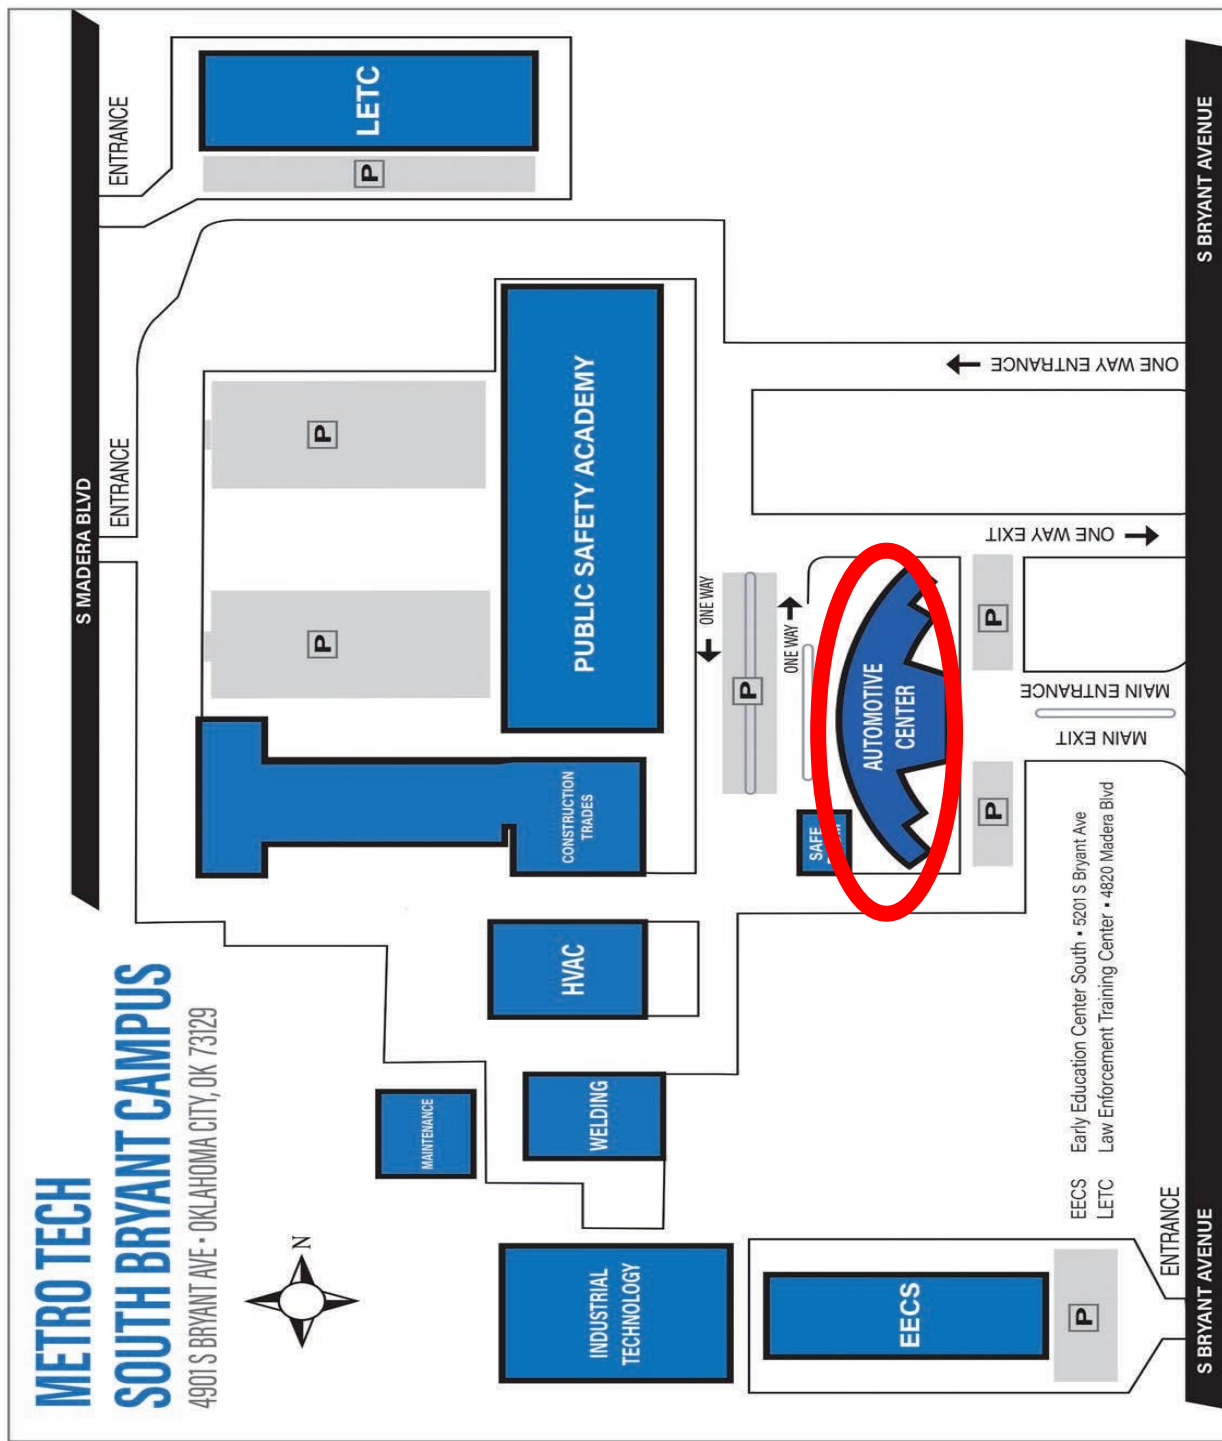 METRO TECH
SOUTH BRYANT CAMPUS
4901 S BRYANT AVE • OKLAHOMA CITY, OK 73129
N
S MADERA BLVD
ENTRANCE
ENTRANCE
LETC
P
P
P
PUBLIC SAFETY ACADEMY
CONSTRUCTION
TRADES
HVAC
MAINTENANCE
WELDING
INDUSTRIAL
TECHNOLOGY
ONE WAY
P
ONE WAY
SAFE
AUTOMOTIVE
CENTER
P
P
ONE WAY ENTRANCE
ONE WAY EXIT
MAIN ENTRANCE
MAIN EXIT
EECS
P
ENTRANCE
EECS Early Education Center South • 5201 S Bryant Ave
LETC Law Enforcement Training Center • 4820 Madera Blvd
S BRYANT AVENUE
S BRYANT AVENUE